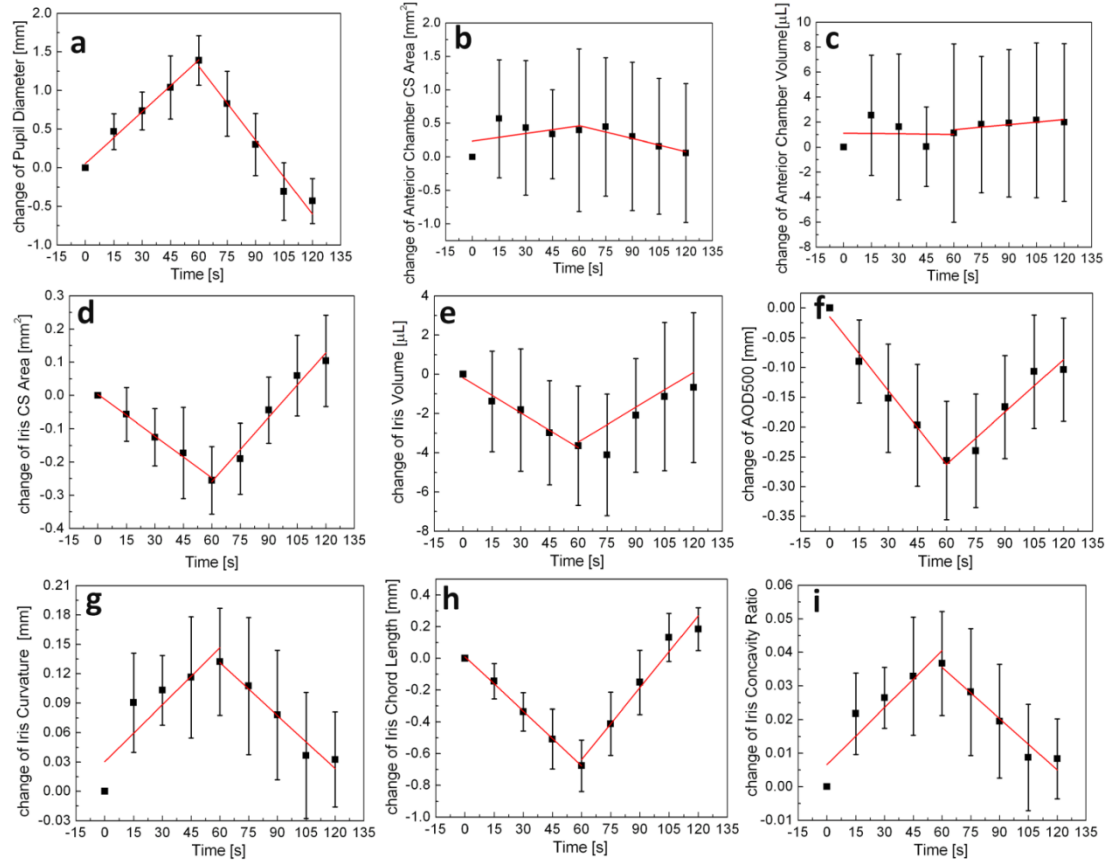 a
change of Pupil Diameter [mm]
2.0
1.5
1.0
0.5
0.0
-0.5
-1.0
-15 0 15 30 45 60 75 90 105 120 135
Time [s]
b
change of Anterior Chamber CS Area [mm²]
2.0
1.5
1.0
0.5
0.0
0.5
-1.0
-15 0 15 30 45 60 75 90 105 120 135
Time [s]
c
change of Anterior Chamber Volume[µL]
10
8
6
4
2
0
-2
-4
-6
-8
-15 0 15 30 45 60 75 90 105 120 135
Time [s]
d
change of Iris CS Area [mm²]
0.3
0.2
0.1
0.0
-0.1
-0.2
-0.3
-0.4
-15 0 15 30 45 60 75 90 105 120 135
Time [s]
e
change of Iris Volume [µL]
4
2
0
-2
-4
-6
-8
-15 0 15 30 45 60 75 90 105 120 135
Time [s]
f
change of AOD500 [mm]
0.00
-0.05
-0.10
-0.15
-0.20
-0.25
-0.30
-0.35
-15 0 15 30 45 60 75 90 105 120 135
Time [s]
g
change of Iris Curvature [mm]
0.21
0.18
0.15
0.12
0.09
0.06
0.03
0.00
-0.03
-15 0 15 30 45 60 75 90 105 120 135
Time [s]
h
change of Iris Chord Length [mm]
0.4
0.2
0.0
-0.2
-0.4
-0.6
-0.8
-1.0
-15 0 15 30 45 60 75 90 105 120 135
Time [s]
i
change of Iris Concavity Ratio
0.06
0.05
0.04
0.03
0.02
0.01
0.00
-0.01
-15 0 15 30 45 60 75 90 105 120 135
Time [s]